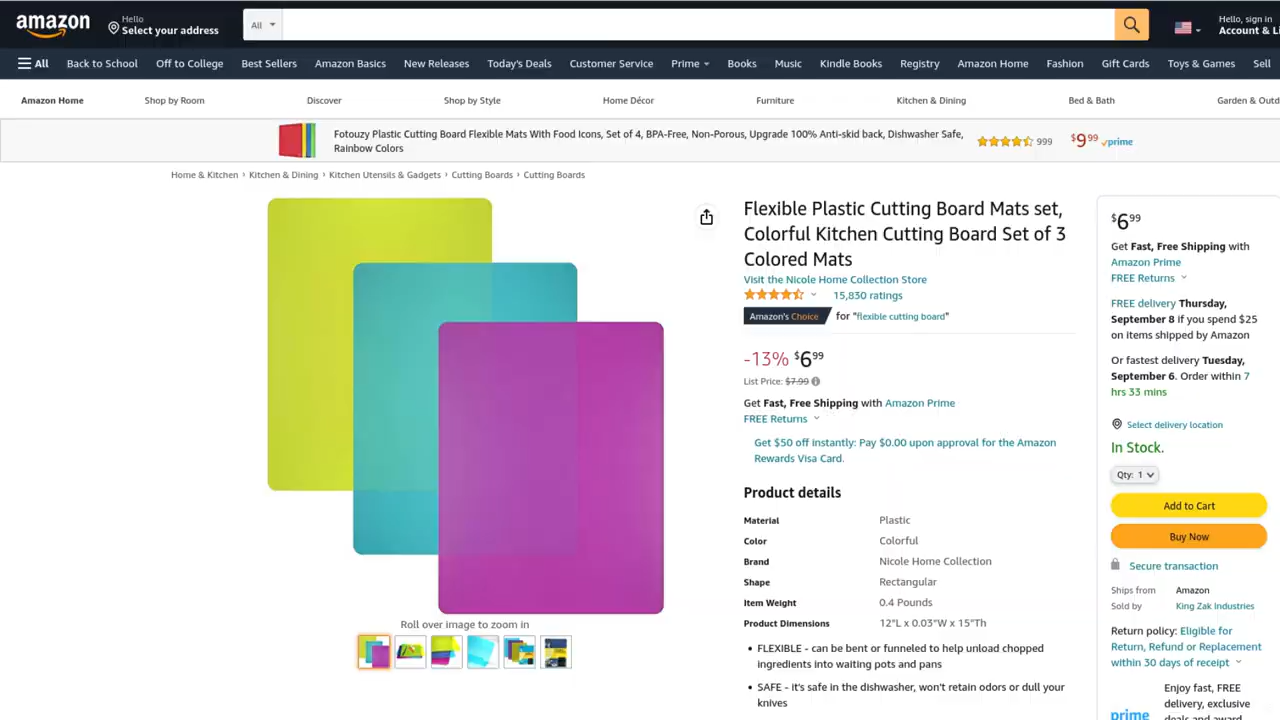 amazon
Hello
Select your address
All
Hello, sign in
Account & Li
All
Back to School
Off to College
Best Sellers
Amazon Basics
New Releases
Today's Deals
Customer Service
Prime
Books
Music
Kindle Books
Registry
Amazon Home
Fashion
Gift Cards
Toys & Games
Sell
Amazon Home
Shop by Room
Discover
Shop by Style
Home Décor
Furniture
Kitchen & Dining
Bed & Bath
Garden & Outd
Fotouzy Plastic Cutting Board Flexible Mats With Food Icons, Set of 4, BPA-Free, Non-Porous, Upgrade 100% Anti-skid back, Dishwasher Safe,
Rainbow Colors
999
$9.99
prime
Home & Kitchen › Kitchen & Dining › Kitchen Utensils & Gadgets › Cutting Boards › Cutting Boards
Roll over image to zoom in
Flexible Plastic Cutting Board Mats set,
Colorful Kitchen Cutting Board Set of 3
Colored Mats
Visit the Nicole Home Collection Store
15,830 ratings
Amazon's Choice for "flexible cutting board"
-13% $6.99
List Price: $7.99
Get Fast, Free Shipping with Amazon Prime
FREE Returns
Get $50 off instantly: Pay $0.00 upon approval for the Amazon
Rewards Visa Card.
Product details
Material Plastic
Color Colorful
Brand Nicole Home Collection
Shape Rectangular
Item Weight 0.4 Pounds
Product Dimensions 12"L x 0.03"W x 15"Th
• FLEXIBLE - can be bent or funneled to help unload chopped
ingredients into waiting pots and pans
• SAFE - it's safe in the dishwasher, won't retain odors or dull your
knives
$6.99
Get Fast, Free Shipping with
Amazon Prime
FREE Returns
FREE delivery Thursday,
September 8 if you spend $25
on items shipped by Amazon
Or fastest delivery Tuesday,
September 6. Order within 7
hrs 33 mins
Select delivery location
In Stock.
Qty: 1
Add to Cart
Buy Now
Secure transaction
Ships from Amazon
Sold by King Zak Industries
Return policy: Eligible for
Return, Refund or Replacement
within 30 days of receipt
prime
Enjoy fast, FREE
delivery, exclusive
deals and award